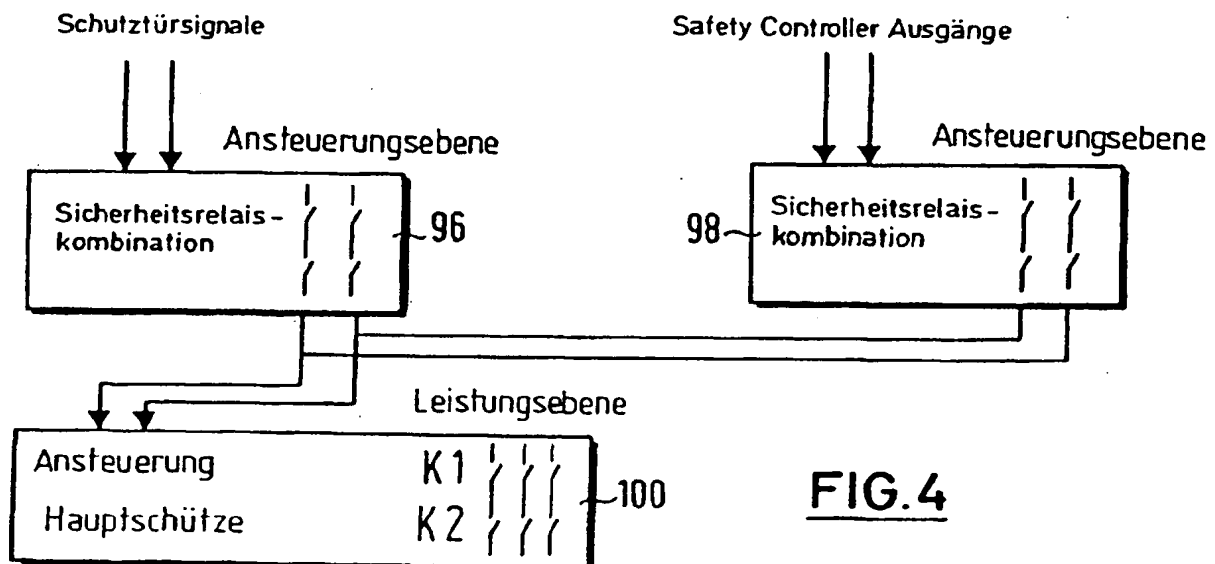 Schutztürsignale
Safety Controller Ausgänge
Ansteuerungsebene
Ansteuerungsebene
Sicherheitsrelais-
kombination
96
98
Sicherheitsrelais-
kombination
Leistungsebene
Ansteuerung
K1
Hauptschütze
K2
100
FIG.4